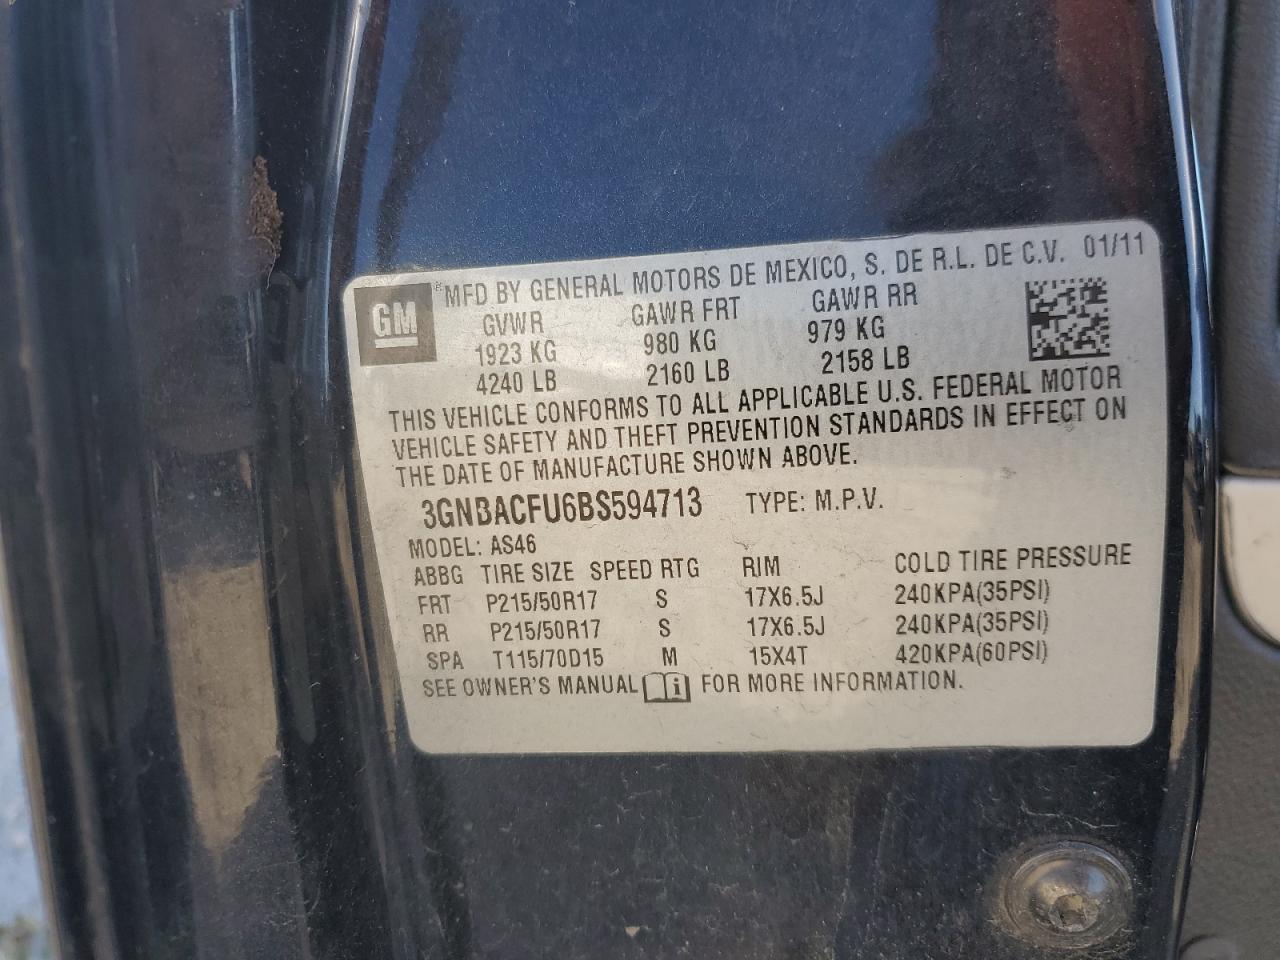 GM ® MFD BY GENERAL MOTORS DE MEXICO, S. DE R.L. DE C.V. 01/11
GVWR GAWR FRT GAWR RR
1923 KG 980 KG 979 KG
4240 LB 2160 LB 2158 LB
THIS VEHICLE CONFORMS TO ALL APPLICABLE U.S. FEDERAL MOTOR
VEHICLE SAFETY AND THEFT PREVENTION STANDARDS IN EFFECT ON
THE DATE OF MANUFACTURE SHOWN ABOVE.
3GNBACFU6BS594713 TYPE: M.P.V.
MODEL: AS46
ABBG TIRE SIZE SPEED RTG RIM COLD TIRE PRESSURE
FRT P215/50R17 S 17X6.5J 240KPA(35PSI)
RR P215/50R17 S 17X6.5J 240KPA(35PSI)
SPA T115/70D15 M 15X4T 420KPA(60PSI)
SEE OWNER'S MANUAL i FOR MORE INFORMATION.